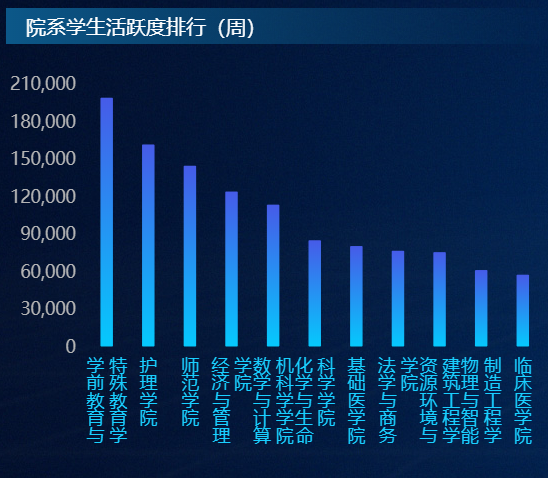 院系学生活跃度排行（周）
210,000
180,000
150,000
120,000
90,000
60,000
30,000
0
学前教育与
特殊教育学
护理学院
师范学院
经济与管理
学院
数学与计算
机科学学院
化学与生命
科学学院
基础医学院
法学与商务
学院
资源环境与
建筑工程学
物理与智能
制造工程学
临床医学院